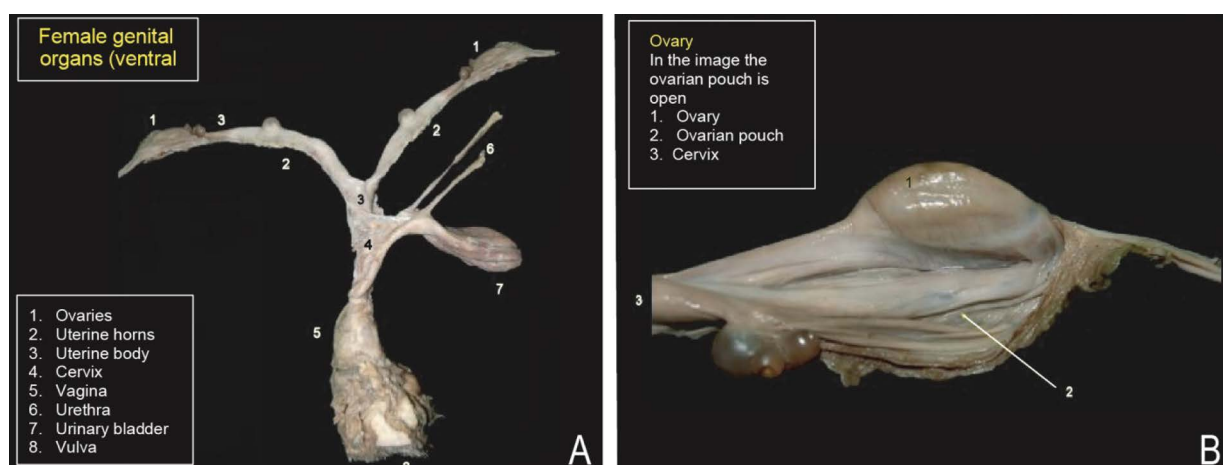 Female genital
organs (ventral
1
1
3
2
2
6
3
4
7
5
1. Ovaries
2. Uterine horns
3. Uterine body
4. Cervix
5. Vagina
6. Urethra
7. Urinary bladder
8. Vulva
A
Ovary
In the image the
ovarian pouch is
open
1. Ovary
2. Ovarian pouch
3. Cervix
1
3
2
B